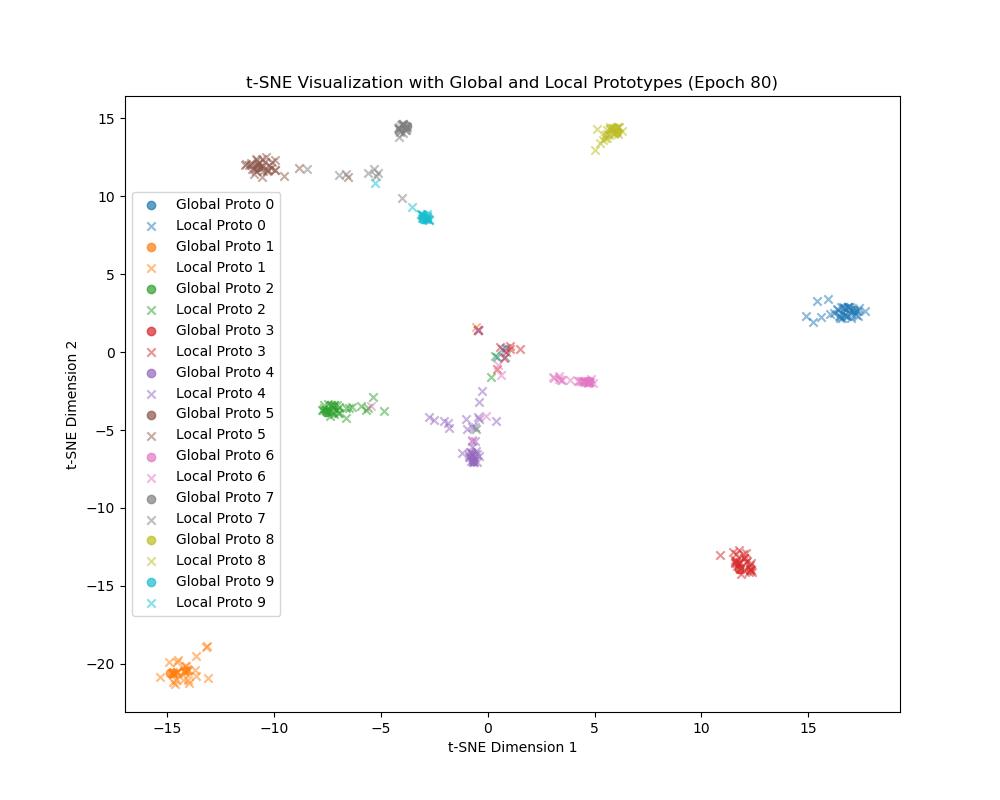 t-SNE Visualization with Global and Local Prototypes (Epoch 80)
15
10
5
0
−5
−10
−15
−20
t-SNE Dimension 2
Global Proto 0
Local Proto 0
Global Proto 1
Local Proto 1
Global Proto 2
Local Proto 2
Global Proto 3
Local Proto 3
Global Proto 4
Local Proto 4
Global Proto 5
Local Proto 5
Global Proto 6
Local Proto 6
Global Proto 7
Local Proto 7
Global Proto 8
Local Proto 8
Global Proto 9
Local Proto 9
−15 −10 −5 0 5 10 15
t-SNE Dimension 1